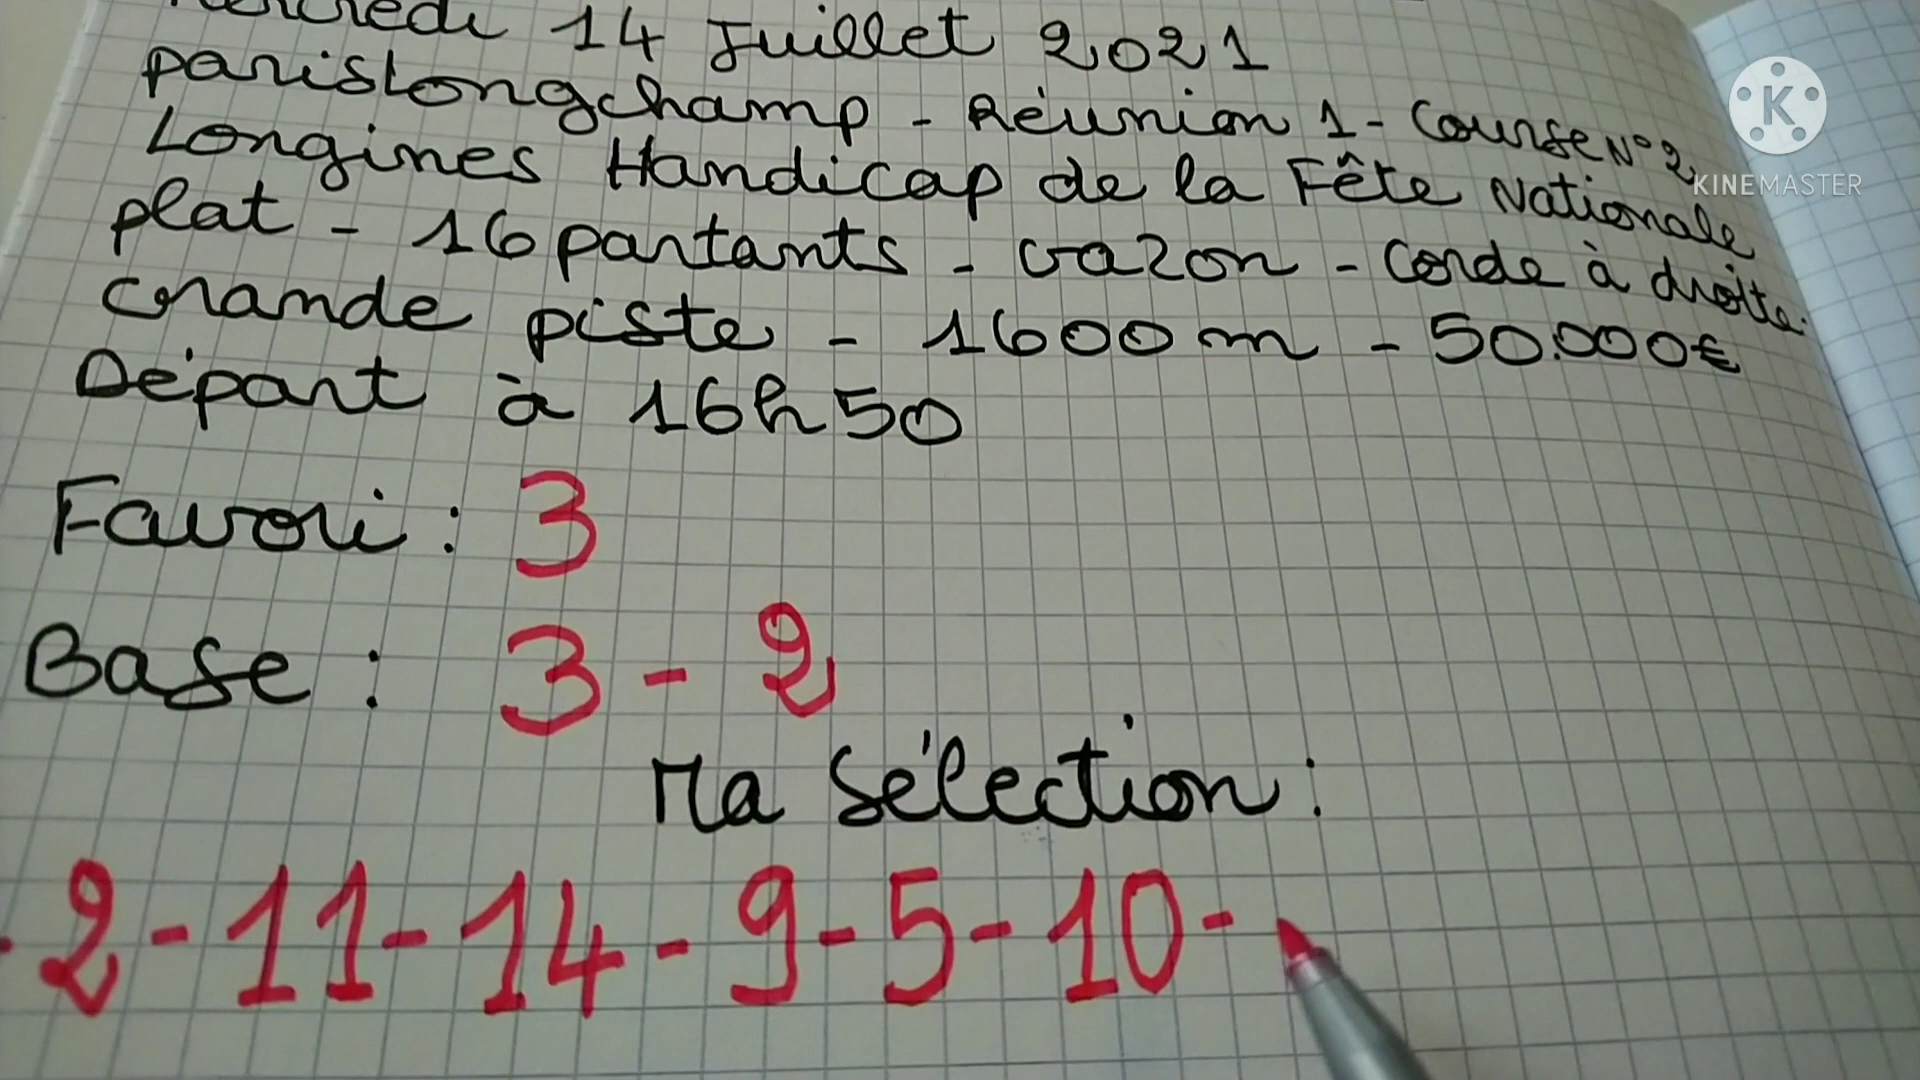 Mercredi 14 Juillet 2021
parisLongchamp - Réunion 1 - Course N° 2
Longines Handicap de la Fête Nationale
plat - 16 partants - Gazon - Corde à droite.
Grande piste - 1600 m - 50.000€
Départ à 16h50
Favori : 3
Base : 3 - 2
Ma Sélection :
- 2 - 11 - 14 - 9 - 5 - 10 -
K
KINEMASTER